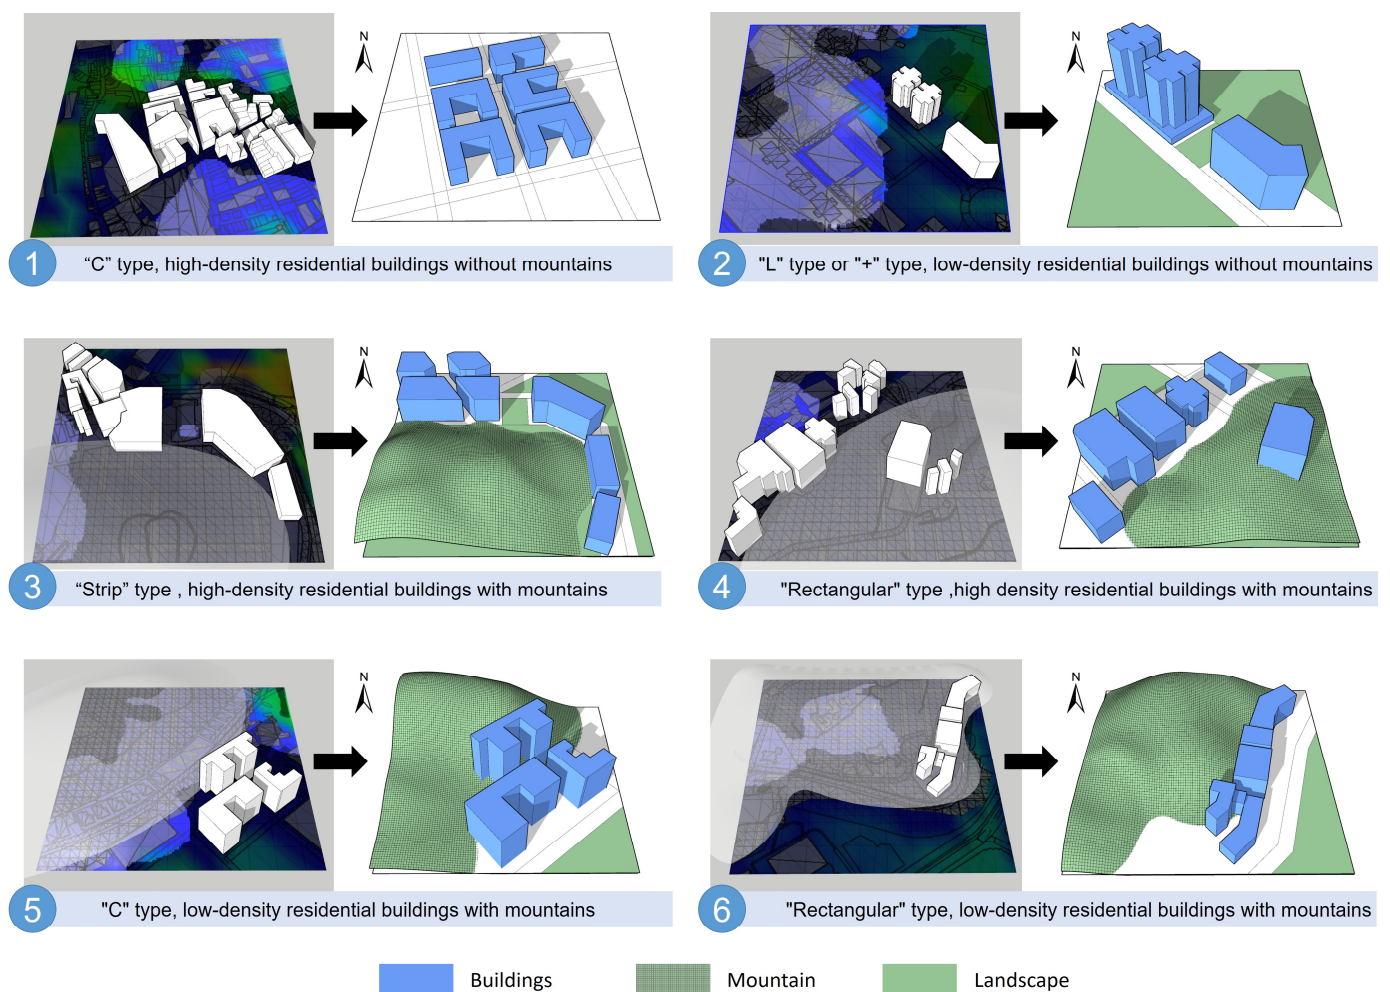 N
N
1
“C” type, high-density residential buildings without mountains
2
"L" type or "+" type, low-density residential buildings without mountains
N
N
3
“Strip” type , high-density residential buildings with mountains
4
"Rectangular" type ,high density residential buildings with mountains
N
N
5
"C" type, low-density residential buildings with mountains
6
"Rectangular" type, low-density residential buildings with mountains
Buildings
Mountain
Landscape